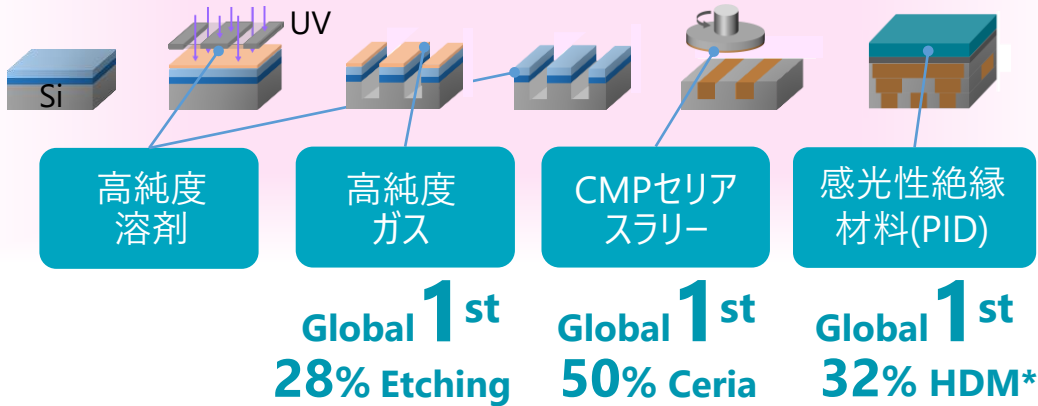 UV
Si
高純度
溶剤
高純度
ガス
CMPセリア
スラリー
感光性絶縁
材料(PID)
Global 1st
28% Etching
Global 1st
50% Ceria
Global 1st
32% HDM*